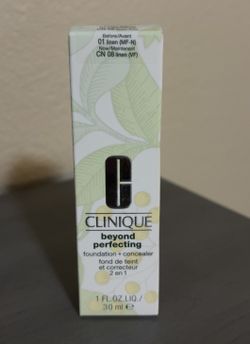 Before/Avant
01 linen (MF-N)
Now/Maintenant
CN 08 linen (VF)
CLINIQUE
beyond
perfecting
foundation + concealer
fond de teint
et correcteur
2 en 1
1 FL.OZ.LIQ./
30 ml ℮